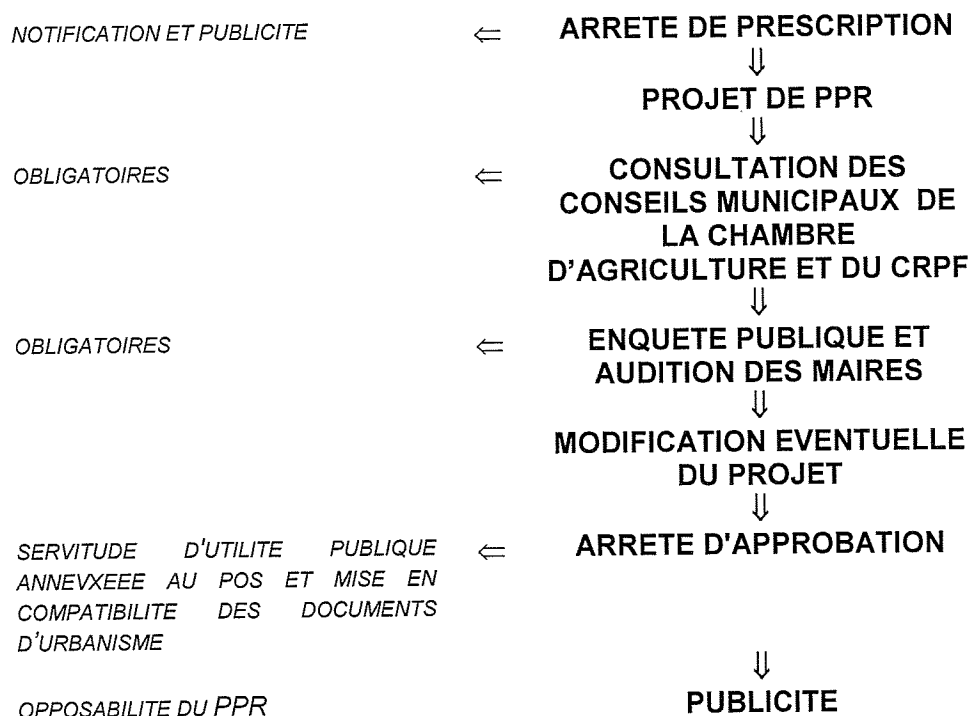 NOTIFICATION ET PUBLICITE ⇐ ARRETE DE PRESCRIPTION
⇓
PROJET DE PPR
⇓
OBLIGATOIRES ⇐ CONSULTATION DES
CONSEILS MUNICIPAUX DE
LA CHAMBRE
D'AGRICULTURE ET DU CRPF
⇓
OBLIGATOIRES ⇐ ENQUETE PUBLIQUE ET
AUDITION DES MAIRES
⇓
MODIFICATION EVENTUELLE
DU PROJET
⇓
SERVITUDE D'UTILITE PUBLIQUE ⇐ ARRETE D'APPROBATION
ANNEVXEEE AU POS ET MISE EN
COMPATIBILITE DES DOCUMENTS
D'URBANISME
⇓
OPPOSABILITE DU PPR PUBLICITE